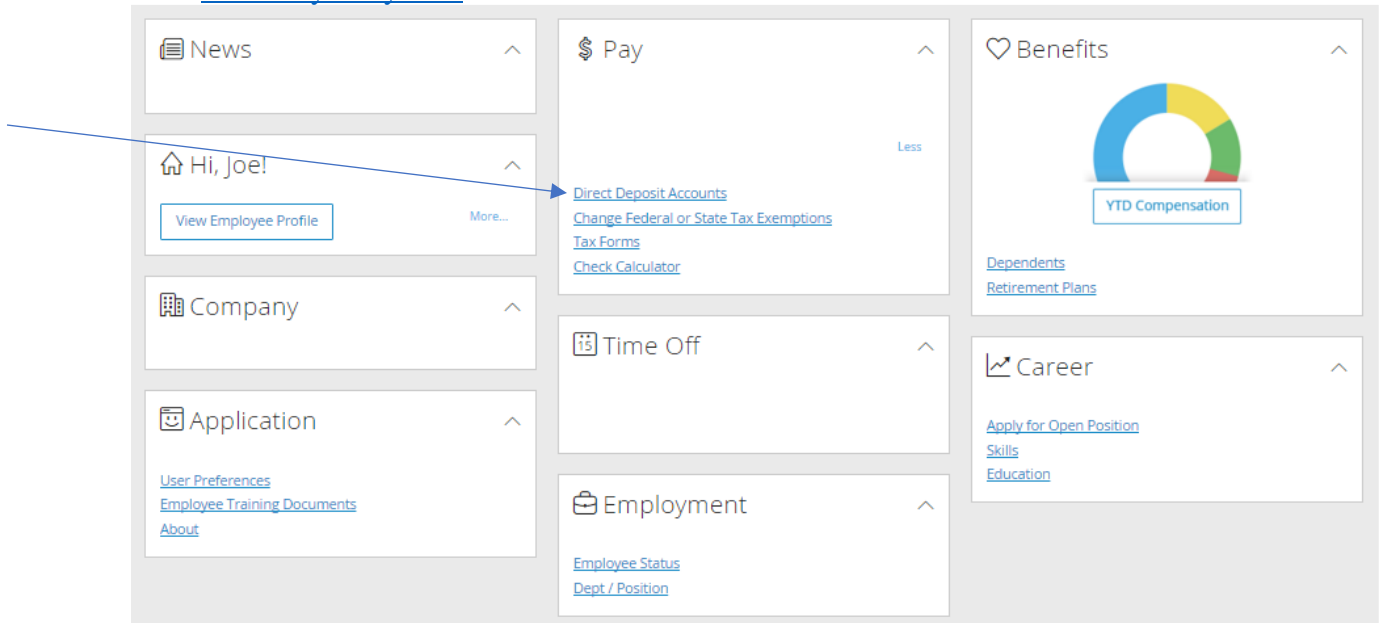 News
Hi, Joe!
View Employee Profile
More...
Company
Application
User Preferences
Employee Training Documents
About
$ Pay
Less
Direct Deposit Accounts
Change Federal or State Tax Exemptions
Tax Forms
Check Calculator
15 Time Off
Employment
Employee Status
Dept / Position
Benefits
YTD Compensation
Dependents
Retirement Plans
Career
Apply for Open Position
Skills
Education